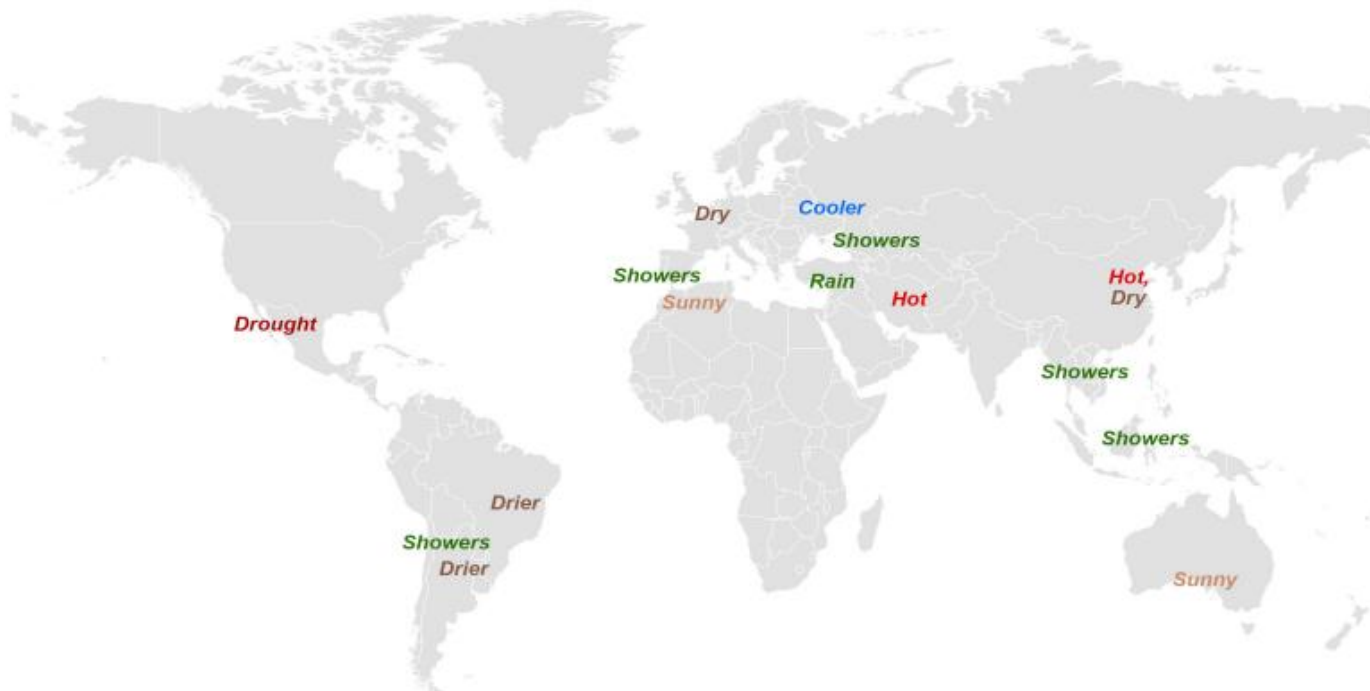 Dry
Cooler
Showers
Showers
Rain
Hot
Hot,
Dry
Sunny
Drought
Showers
Showers
Drier
Showers
Drier
Sunny